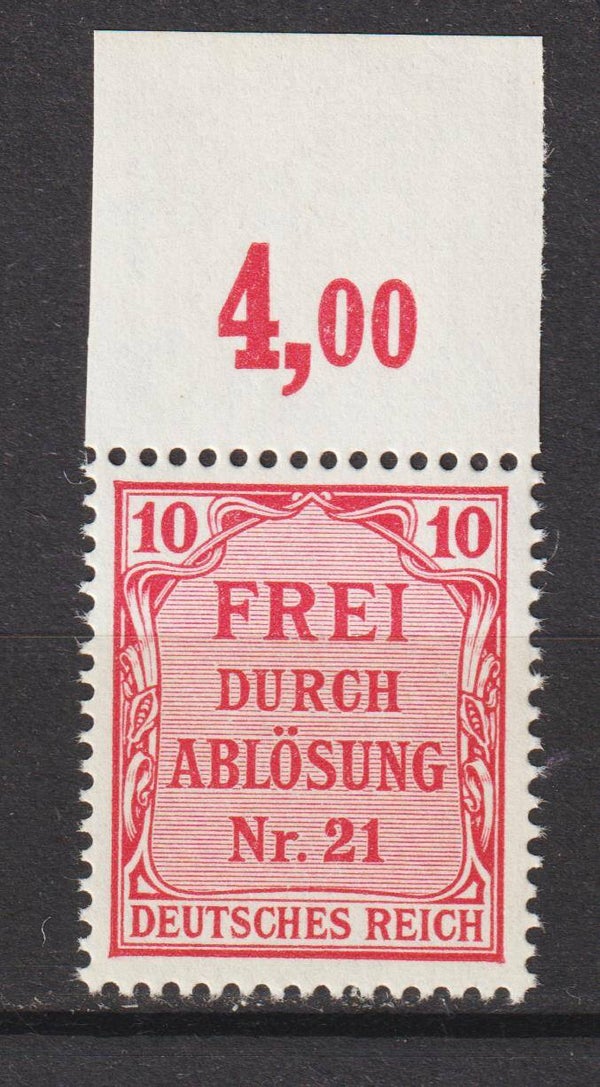 4,00
10 10
FREI
DURCH
ABLÖSUNG
Nr. 21
DEUTSCHES REICH